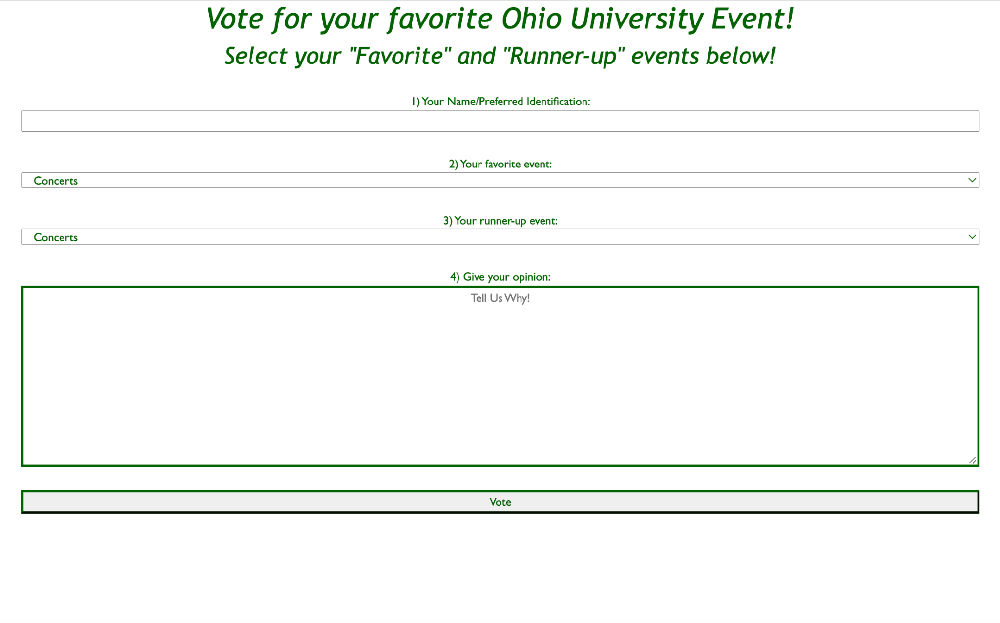 Vote for your favorite Ohio University Event!
Select your "Favorite" and "Runner-up" events below!
1) Your Name/Preferred Identification:
2) Your favorite event:
Concerts
3) Your runner-up event:
Concerts
4) Give your opinion:
Tell Us Why!
Vote